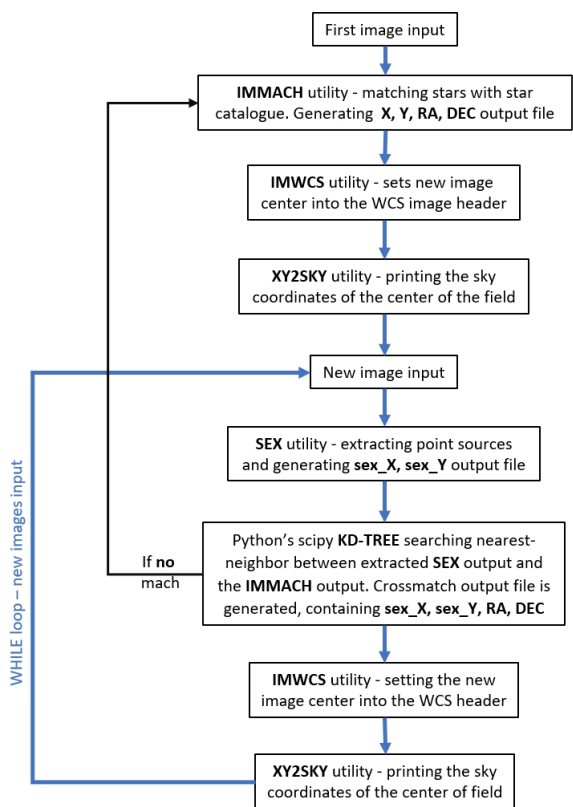 First image input
IMMACH utility - matching stars with star
catalogue. Generating X, Y, RA, DEC output file
IMWCS utility - sets new image
center into the WCS image header
XY2SKY utility - printing the sky
coordinates of the center of the field
New image input
SEX utility - extracting point sources
and generating sex_X, sex_Y output file
Python's scipy KD-TREE searching nearest-
neighbor between extracted SEX output and
the IMMACH output. Crossmatch output file is
generated, containing sex_X, sex_Y, RA, DEC
If no
mach
IMWCS utility - setting the new
image center into the WCS header
XY2SKY utility - printing the sky
coordinates of the center of field
WHILE loop – new images input